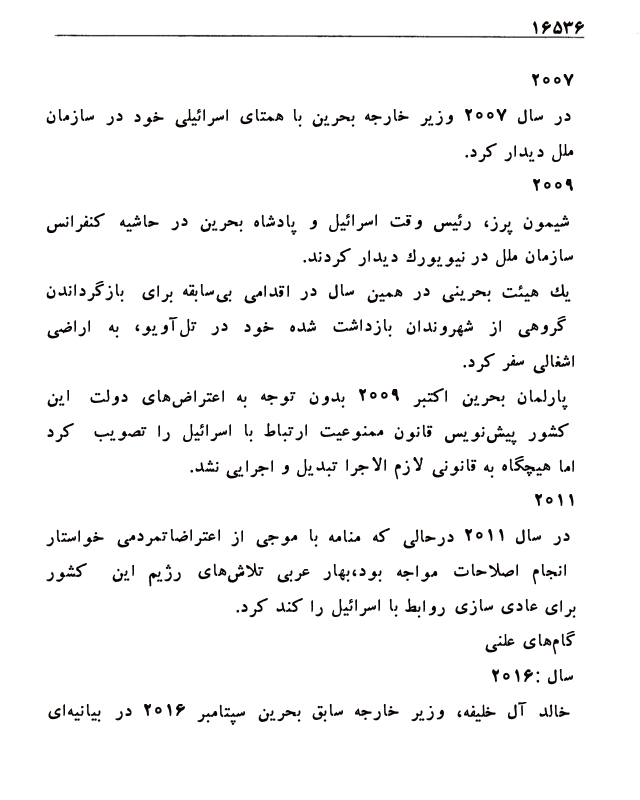 ۱۶۵۳۶
۲۰۰۷
در سال ۲۰۰۷ وزیر خارجه بحرین با همتای اسرائیلی خود در سازمان
ملل دیدار کرد.
۲۰۰۹
شیمون پرز، رئیس وقت اسرائیل و پادشاه بحرین در حاشیه کنفرانس
سازمان ملل در نیویورك دیدار کردند.
یك هیئت بحرینی در همین سال در اقدامی بی‌سابقه برای بازگرداندن
گروهی از شهروندان بازداشت شده خود در تل‌آویو، به اراضی
اشغالی سفر کرد.
پارلمان بحرین اکتبر ۲۰۰۹ بدون توجه به اعتراض‌های دولت این
کشور پیش‌نویس قانون ممنوعیت ارتباط با اسرائیل را تصویب کرد
اما هیچگاه به قانونی لازم الاجرا تبدیل و اجرایی نشد.
۲۰۱۱
در سال ۲۰۱۱ درحالی که منامه با موجی از اعتراضاتمردمی خواستار
انجام اصلاحات مواجه بود،بهار عربی تلاش‌های رژیم این کشور
برای عادی سازی روابط با اسرائیل را کند کرد.
گام‌های علنی
سال :۲۰۱۶
خالد آل خلیفه، وزیر خارجه سابق بحرین سپتامبر ۲۰۱۶ در بیانیه‌ای